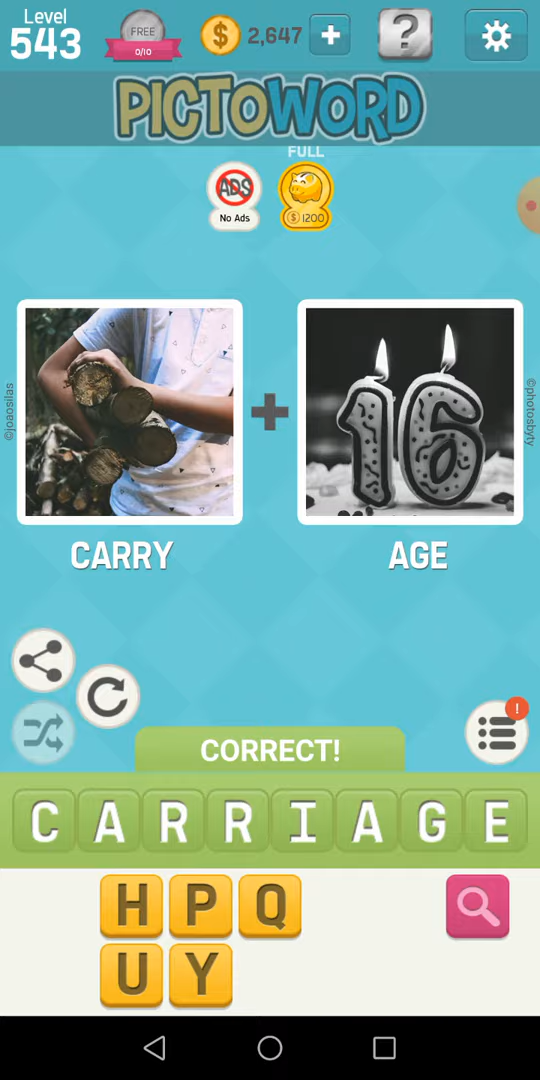 Level
543
FREE
0/10
$
2,647
+
?
PICTOWORD
FULL
ADS
No Ads
$ 1200
©joaosilas
+
16
©photosbyty
CARRY
AGE
!
CORRECT!
CARRIAGE
H P Q
U Y